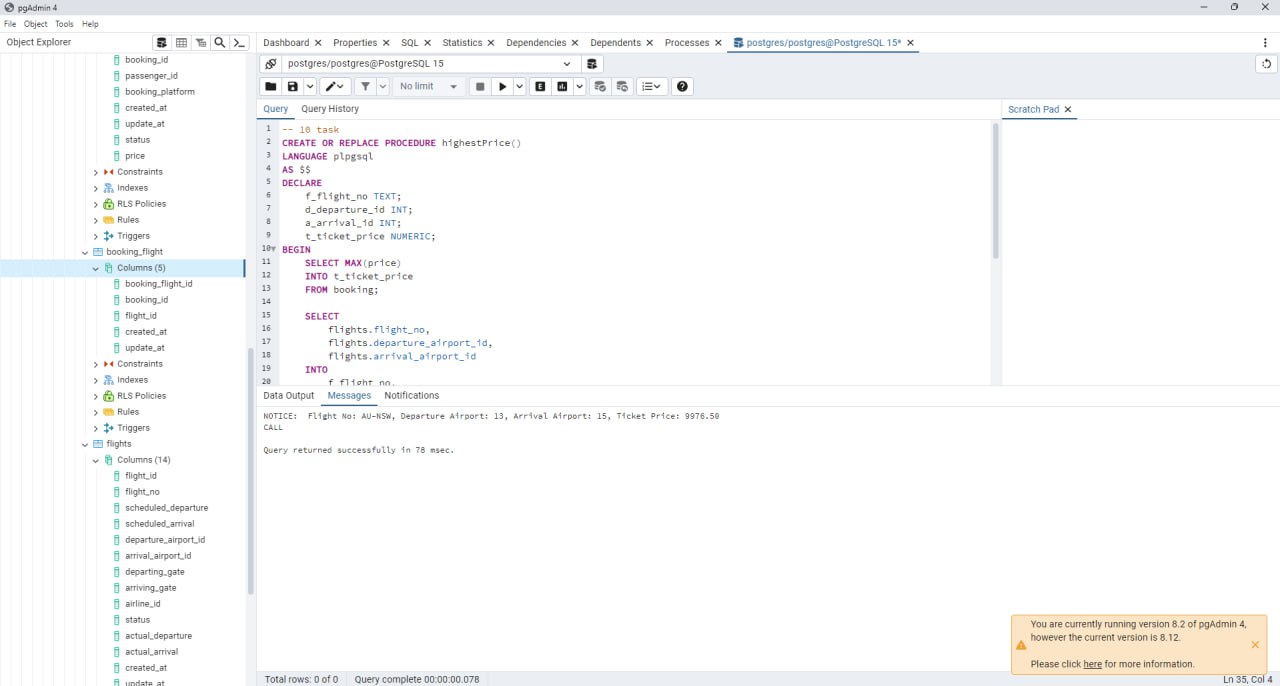 pgAdmin 4
File Object Tools Help
Object Explorer
Dashboard Properties SQL Statistics Dependencies Dependents Processes postgres/postgres@PostgreSQL 15*
booking_id
passenger_id
booking_platform
created_at
update_at
status
price
Constraints
Indexes
RLS Policies
Rules
Triggers
booking_flight
Columns (5)
booking_flight_id
booking_id
flight_id
created_at
update_at
Constraints
Indexes
RLS Policies
Rules
Triggers
flights
Columns (14)
flight_id
flight_no
scheduled_departure
scheduled_arrival
departure_airport_id
arrival_airport_id
departing_gate
arriving_gate
airline_id
status
actual_departure
actual_arrival
created_at
update_at
postgres/postgres@PostgreSQL 15
No limit
Query Query History
Scratch Pad
1 -- 10 task
2 CREATE OR REPLACE PROCEDURE highestPrice()
3 LANGUAGE plpgsql
4 AS $$
5 DECLARE
6 f_flight_no TEXT;
7 d_departure_id INT;
8 a_arrival_id INT;
9 t_ticket_price NUMERIC;
10 BEGIN
11 SELECT MAX(price)
12 INTO t_ticket_price
13 FROM booking;
14
15 SELECT
16 flights.flight_no,
17 flights.departure_airport_id,
18 flights.arrival_airport_id
19 INTO
20 f_flight_no,
Data Output Messages Notifications
NOTICE: Flight No: AU-NSW, Departure Airport: 13, Arrival Airport: 15, Ticket Price: 9976.50
CALL
Query returned successfully in 78 msec.
You are currently running version 8.2 of pgAdmin 4,
however the current version is 8.12.
Please click here for more information.
Total rows: 0 of 0 Query complete 00:00:00.078
Ln 35, Col 4